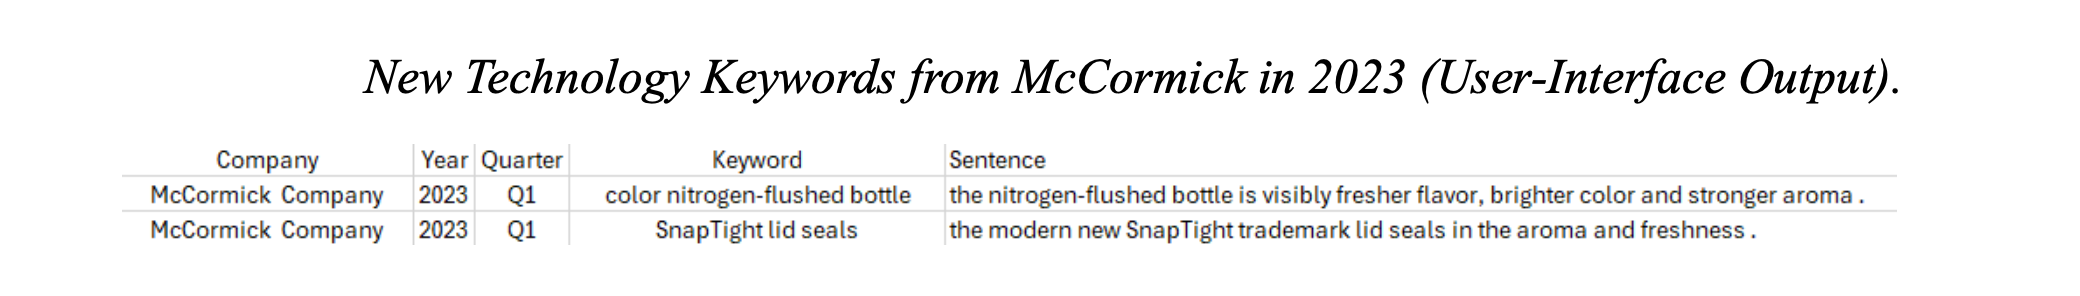 New Technology Keywords from McCormick in 2023 (User-Interface Output).
Company Year Quarter Keyword Sentence
McCormick Company 2023 Q1 color nitrogen-flushed bottle the nitrogen-flushed bottle is visibly fresher flavor, brighter color and stronger aroma .
McCormick Company 2023 Q1 SnapTight lid seals the modern new SnapTight trademark lid seals in the aroma and freshness .